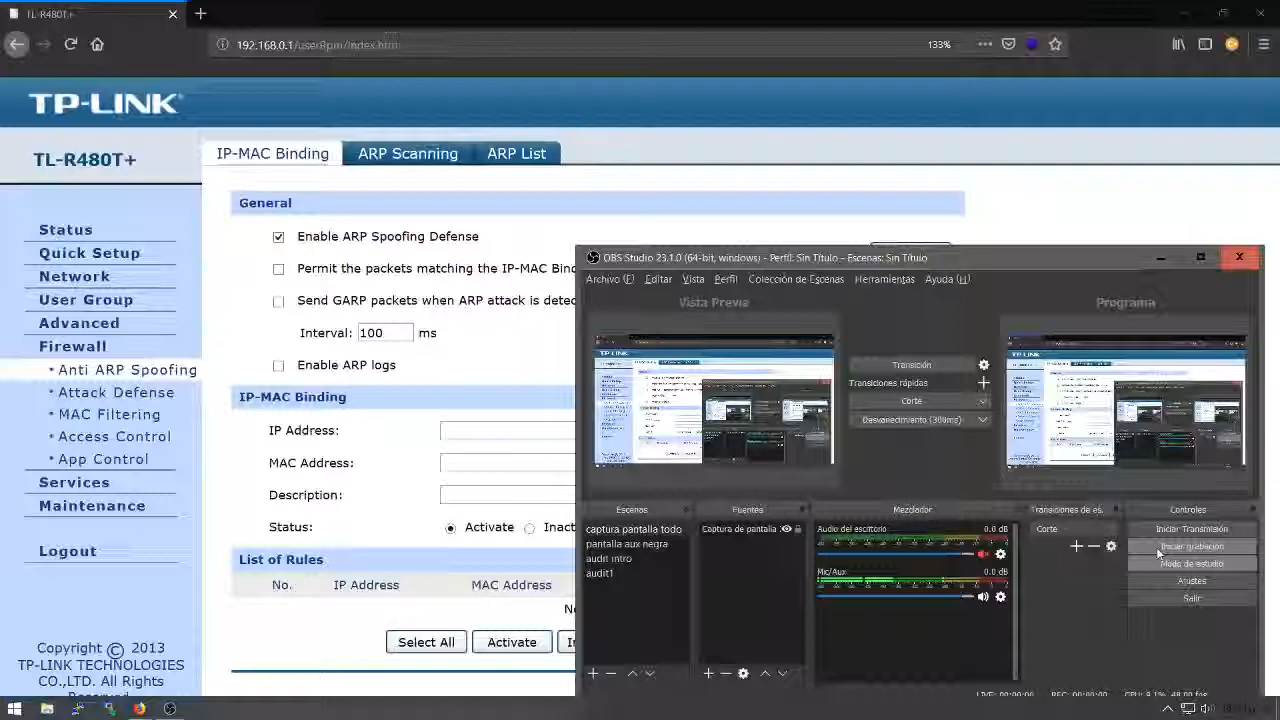 TL-R480T+
192.168.0.1/userRpm/index.htm
133%
TP-LINK
TL-R480T+
IP-MAC Binding
ARP Scanning
ARP List
Status
Quick Setup
Network
User Group
Advanced
Firewall
Anti ARP Spoofing
Attack Defense
MAC Filtering
Access Control
App Control
Services
Maintenance
Logout
Copyright © 2013
TP-LINK TECHNOLOGIES
CO.,LTD. All Rights
Reserved
General
Enable ARP Spoofing Defense
Permit the packets matching the IP-MAC Bind
Send GARP packets when ARP attack is detec
Interval: 100 ms
Enable ARP logs
IP-MAC Binding
IP Address:
MAC Address:
Description:
Status: Activate Inact
List of Rules
No. IP Address MAC Address
No
Select All Activate I
OBS Studio 23.1.0 (64-bit, windows) - Perfil: Sin Título - Escenas: Sin Título
Archivo (F) Editar Vista Perfil Colección de Escenas Herramientas Ayuda (H)
Vista Previa
Programa
Transición
Transiciones rápidas
Corte
Desvanecimiento (300ms)
Escenas
captura pantalla todo
pantalla aux negra
audit intro
audit1
Fuentes
Captura de pantalla
Mezclador
Audio del escritorio 0.0 dB
Mic/Aux 0.0 dB
Transiciones de es.
Corte
Controles
Iniciar Transmisión
Iniciar grabación
Modo de estudio
Ajustes
Salir